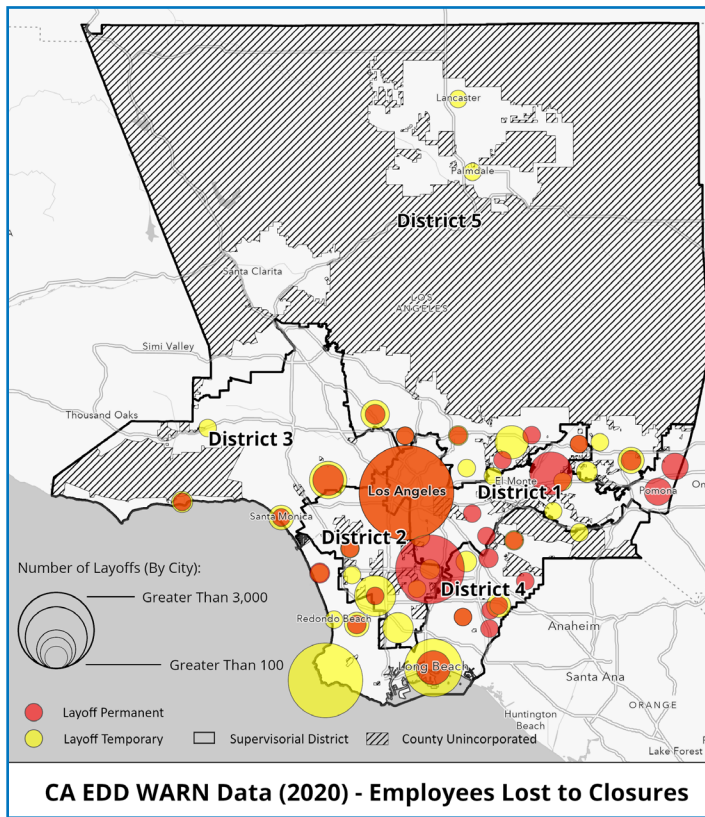 Lancaster
Palmdale
District 5
Santa Clarita
LOS
ANGELES
Simi Valley
Thousand Oaks
District 3
Los Angeles
El Monte
District 1
Pomona
Santa Monica
District 2
Number of Layoffs (By City):
Greater Than 3,000
District 4
Redondo Beach
Anaheim
Greater Than 100
Long Beach
Santa Ana
ORANGE
Layoff Permanent
Huntington
Beach
Layoff Temporary
Supervisorial District
County Unincorporated
Lake Forest
CA EDD WARN Data (2020) - Employees Lost to Closures